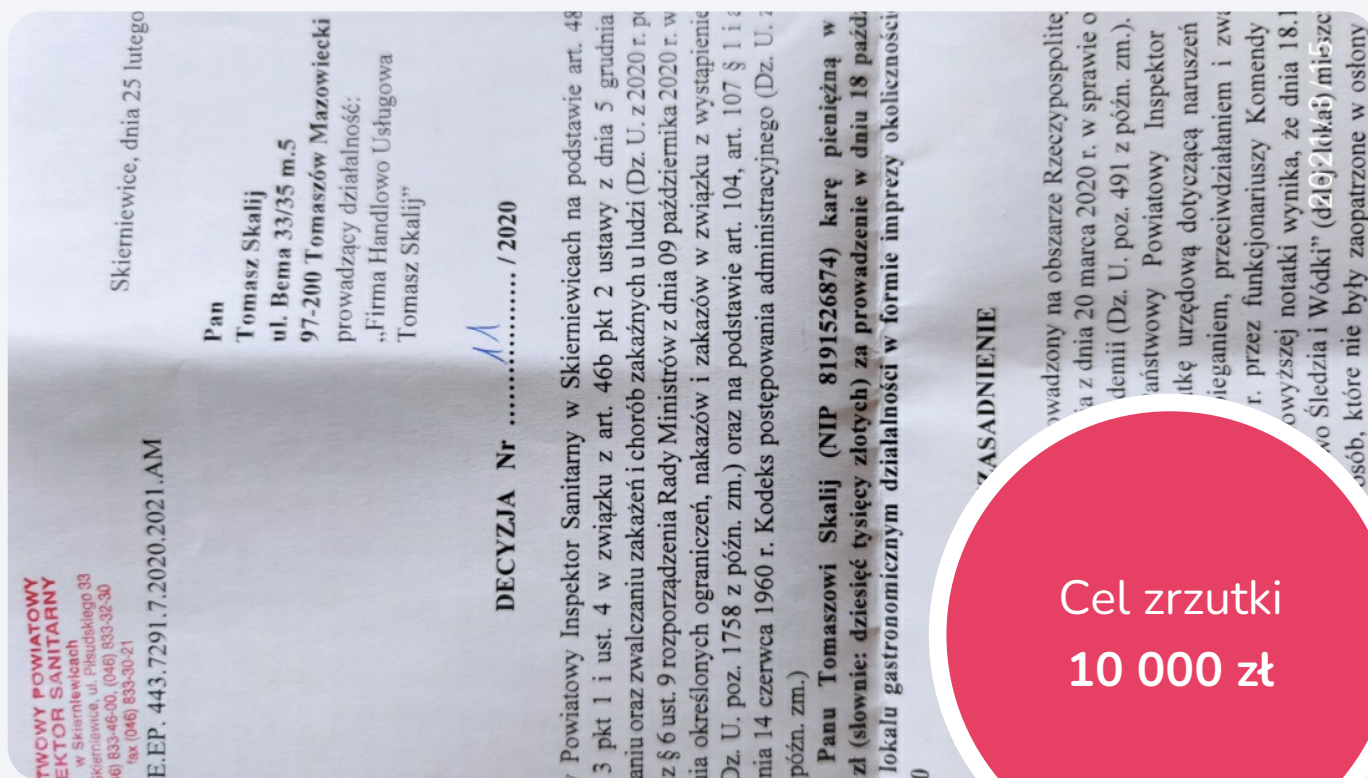 TWOWY POWIATOWY
EKTOR SANITARNY
w Skierniewicach
kierniewice, ul. Piłsudskiego 33
6) 833-46-00, (046) 833-32-30
fax (046) 833-30-21
E.EP. 443.7291.7.2020.2021.AM
Skierniewice, dnia 25 lutego
Pan
Tomasz Skalij
ul. Bema 33/35 m.5
97-200 Tomaszów Mazowiecki
prowadzący działalność:
„Firma Handlowo Usługowa
Tomasz Skalij”
DECYZJA Nr ......11......... / 2020
Powiatowy Inspektor Sanitarny w Skierniewicach na podstawie art. 48
3 pkt 1 i ust. 4 w związku z art. 46b pkt 2 ustawy z dnia 5 grudnia
aniu oraz zwalczaniu zakażeń i chorób zakaźnych u ludzi (Dz. U. z 2020 r. po
z § 6 ust. 9 rozporządzenia Rady Ministrów z dnia 09 października 2020 r. w
nia określonych ograniczeń, nakazów i zakazów w związku z wystąpienie
Dz. U. poz. 1758 z późn. zm.) oraz na podstawie art. 104, art. 107 § 1 i
nia 14 czerwca 1960 r. Kodeks postępowania administracyjnego (Dz. U. z
późn. zm.)
Panu Tomaszowi Skalij (NIP 8191526874) karę pieniężną w
zł (słownie: dziesięć tysięcy złotych) za prowadzenie w dniu 18 paźdz
lokalu gastronomicznym działalności w formie imprezy okoliczności
ZASADNIENIE
owadzony na obszarze Rzeczyposplitej
ia z dnia 20 marca 2020 r. w sprawie o
demii (Dz. U. poz. 491 z późn. zm.).
aństwowy Powiatowy Inspektor
tkę urzędową dotyczącą naruszeń
ieganiem, przeciwdziałaniem i zwa
r. przez funkcjonariuszy Komendy
owyższej notatki wynika, że dnia 18.1
wo Śledzia i Wódki”
osób które nie były zaopatrzone w osłony
2021/3/15
Cel zrzutki
10 000 zł